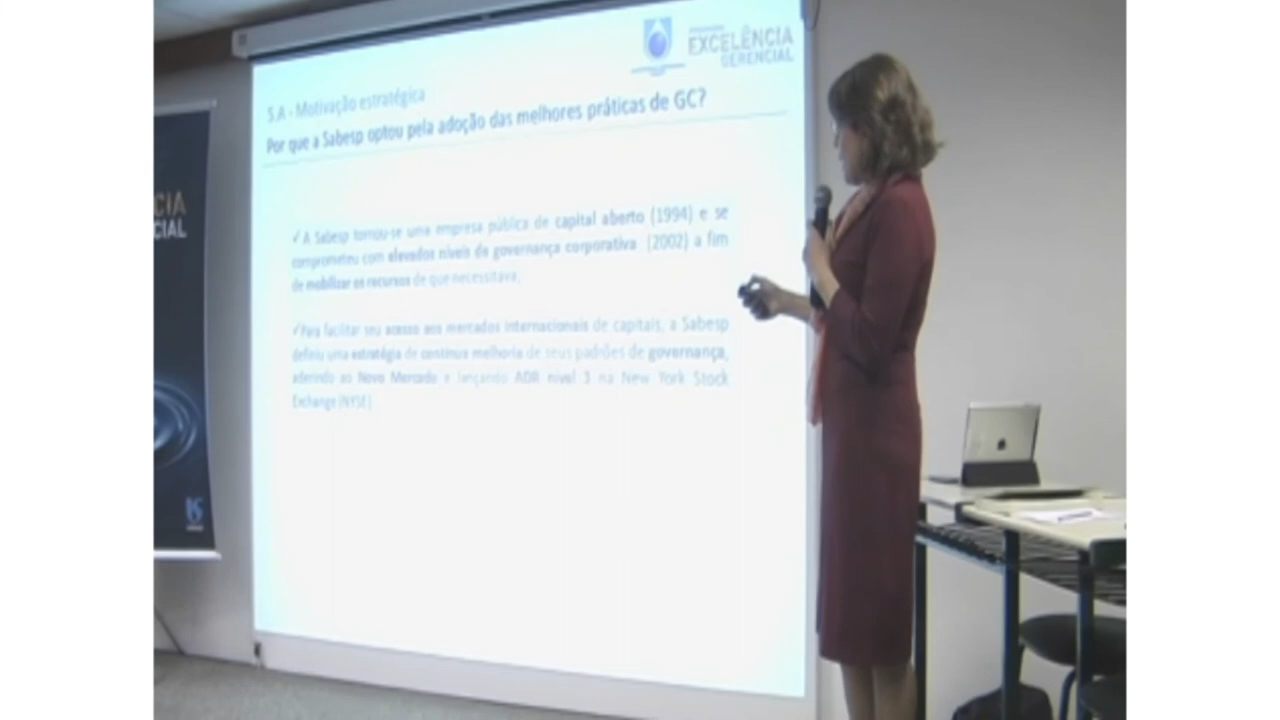 EXCELÊNCIA
GERENCIAL
5.A - Motivação estratégica
Por que a Sabesp optou pela adoção das melhores práticas de GC?
✓A Sabesp tornou-se uma empresa pública de capital aberto (1994) e se
comprometeu com elevados níveis de governança corporativa (2002) a fim
de mobilizar os recursos de que necessitava;
✓Para facilitar seu acesso aos mercados internacionais de capitais, a Sabesp
definiu uma estratégia de contínua melhoria de seus padrões de governança,
aderindo ao Novo Mercado e lançando ADR nível 3 na New York Stock
Exchange (NYSE)
CIA
CIAL